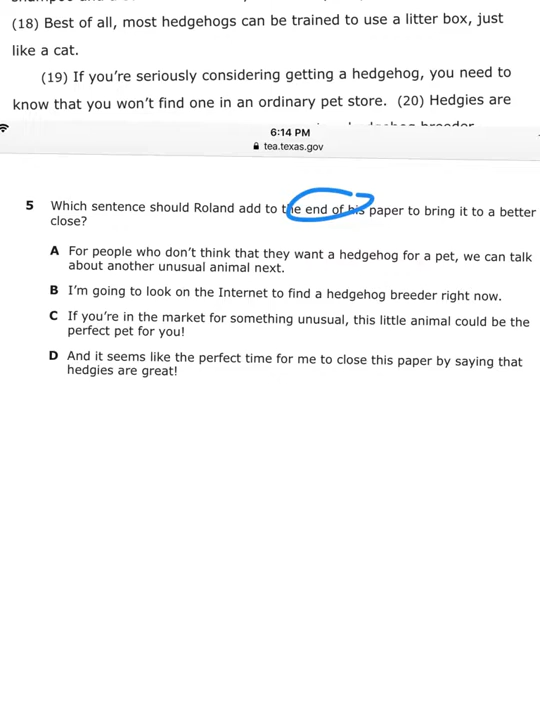 (18) Best of all, most hedgehogs can be trained to use a litter box, just
like a cat.
(19) If you're seriously considering getting a hedgehog, you need to
know that you won't find one in an ordinary pet store. (20) Hedgies are
6:14 PM
tea.texas.gov
5 Which sentence should Roland add to the end of his paper to bring it to a better
close?
A For people who don't think that they want a hedgehog for a pet, we can talk
about another unusual animal next.
B I'm going to look on the Internet to find a hedgehog breeder right now.
C If you're in the market for something unusual, this little animal could be the
perfect pet for you!
D And it seems like the perfect time for me to close this paper by saying that
hedgies are great!